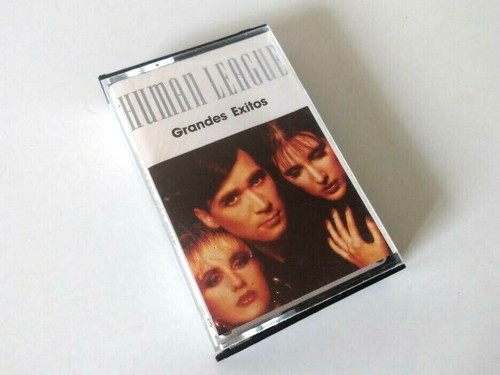 HUMAN LEAGUE
Grandes Exitos